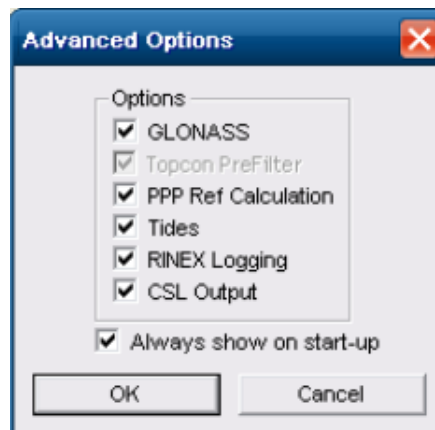 Advanced Options
Options
GLONASS
Topcon PreFilter
PPP Ref Calculation
Tides
RINEX Logging
CSL Output
Always show on start-up
OK Cancel